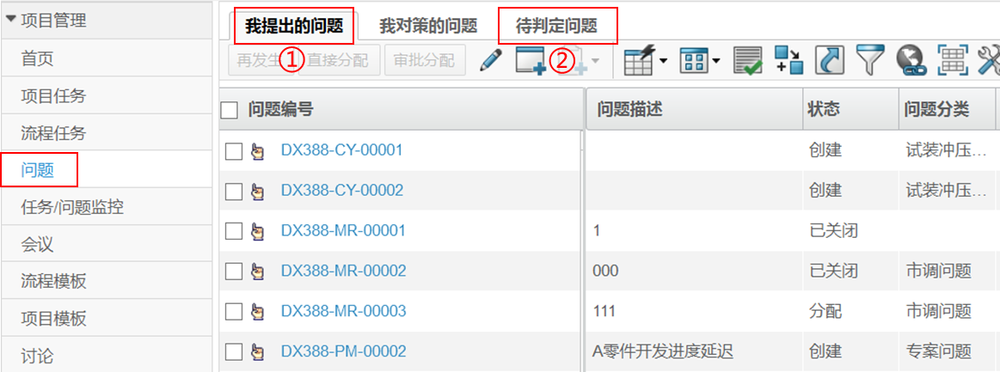 项目管理
首页
项目任务
流程任务
问题
任务/问题监控
会议
流程模板
项目模板
讨论
我提出的问题 我对策的问题 待判定问题
再发生 ① 直接分配 审批分配 ②
问题编号 问题描述 状态 问题分类
DX388-CY-00001 创建 试装冲压...
DX388-CY-00002 创建 试装冲压...
DX388-MR-00001 1 已关闭
DX388-MR-00002 000 已关闭 市调问题
DX388-MR-00003 111 分配 市调问题
DX388-PM-00002 A零件开发进度延迟 创建 专案问题